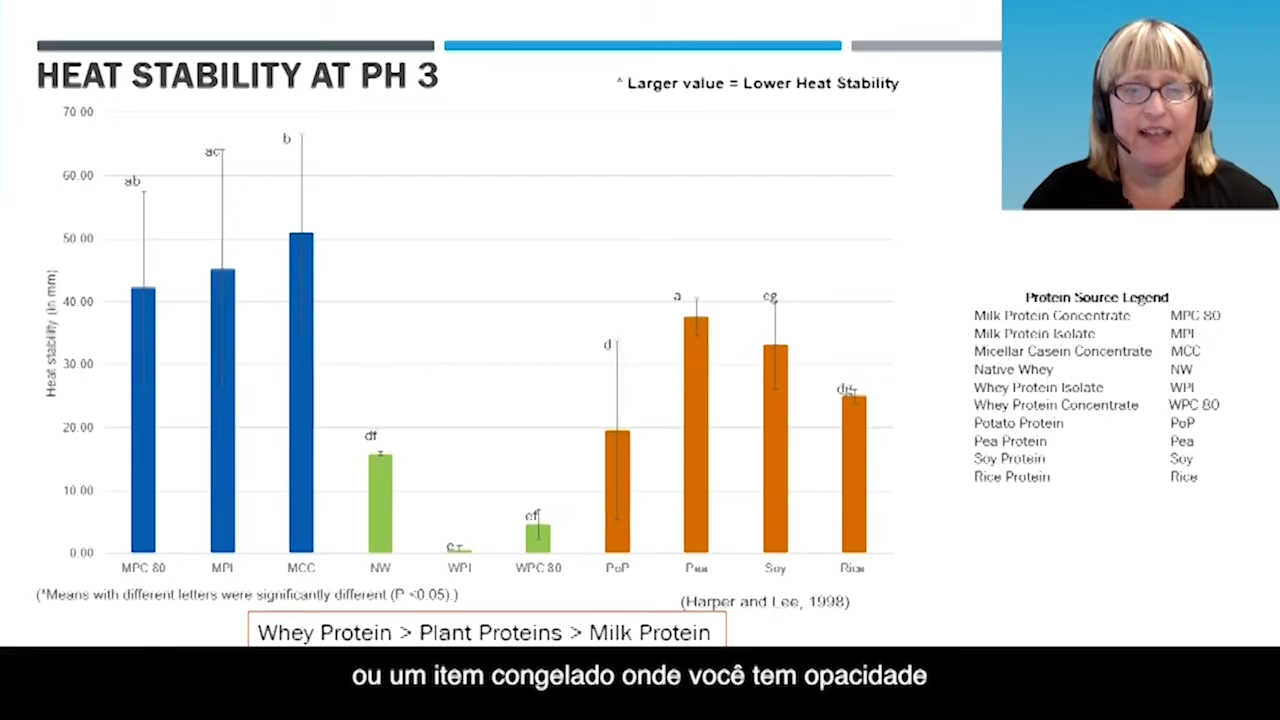 HEAT STABILITY AT PH 3
* Larger value = Lower Heat Stability
70.00
60.00
50.00
40.00
30.00
20.00
10.00
0.00
Heat stability (in mm)
ab
ac
b
df
e
ef
d
a
cg
dg
MPC 80 MPI MCC NW WPI WPC 80 PoP Pea Soy Rice
(*Means with different letters were significantly different (P <0.05).)
(Harper and Lee, 1998)
Whey Protein > Plant Proteins > Milk Protein
Protein Source Legend
Milk Protein Concentrate MPC 80
Milk Protein Isolate MPI
Micellar Casein Concentrate MCC
Native Whey NW
Whey Protein Isolate WPI
Whey Protein Concentrate WPC 80
Potato Protein PoP
Pea Protein Pea
Soy Protein Soy
Rice Protein Rice
ou um item congelado onde você tem opacidade